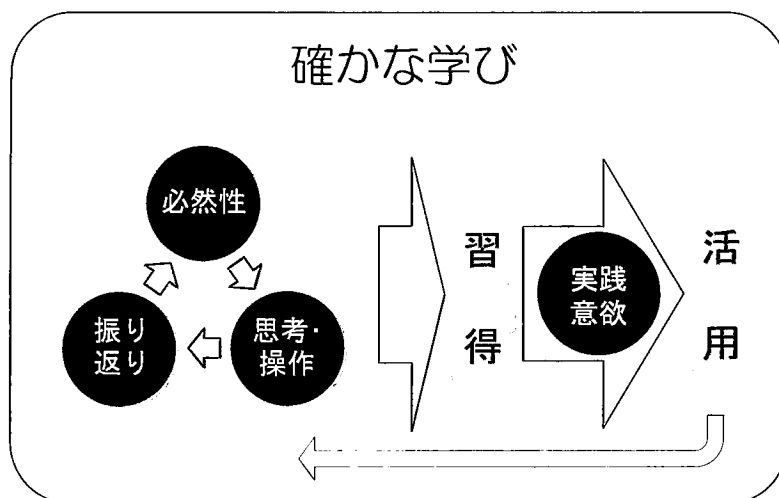 確かな学び
必然性
思考・
操作
振り
返り
習
得
実践
意欲
活
用